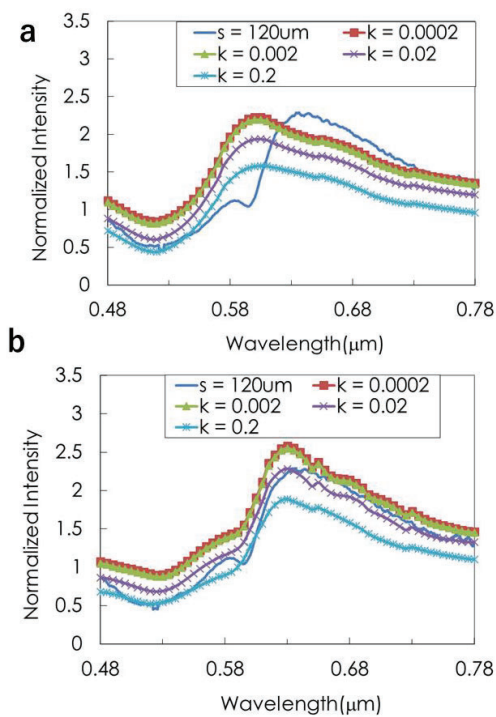 a
3.5
3
2.5
2
1.5
1
0.5
0
s = 120um k = 0.0002
k = 0.002 k = 0.02
k = 0.2
Normalized Intensity
0.48 0.58 0.68 0.78
Wavelength(μm)
b
3.5
3
2.5
2
1.5
1
0.5
0
s = 120um k = 0.0002
k = 0.002 k = 0.02
k = 0.2
Normalized Intensity
0.48 0.58 0.68 0.78
Wavelength(μm)